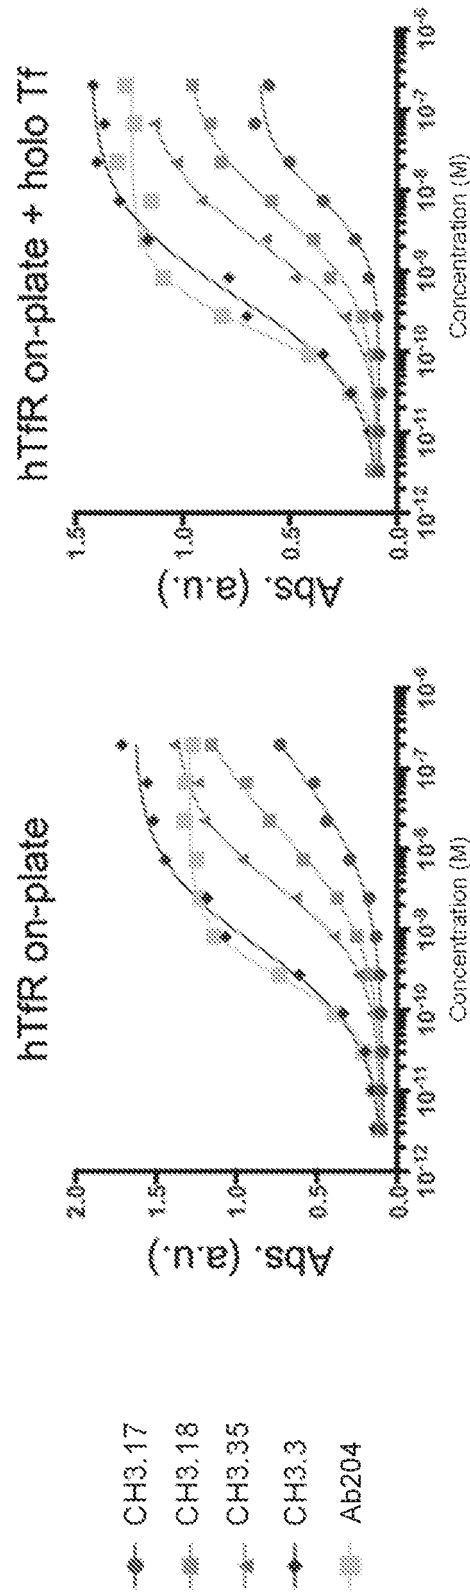 CH3.17
CH3.18
CH3.35
CH3.3
Ab204
hTfR on-plate
Abs. (a.u.)
2.0
1.5
1.0
0.5
0.0
10-12
10-11
10-10
10-9
10-8
10-7
10-6
Concentration (M)
hTfR on-plate + holo Tf
Abs. (a.u.)
1.5
1.0
0.5
0.0
10-12
10-11
10-10
10-9
10-8
10-7
10-6
Concentration (M)